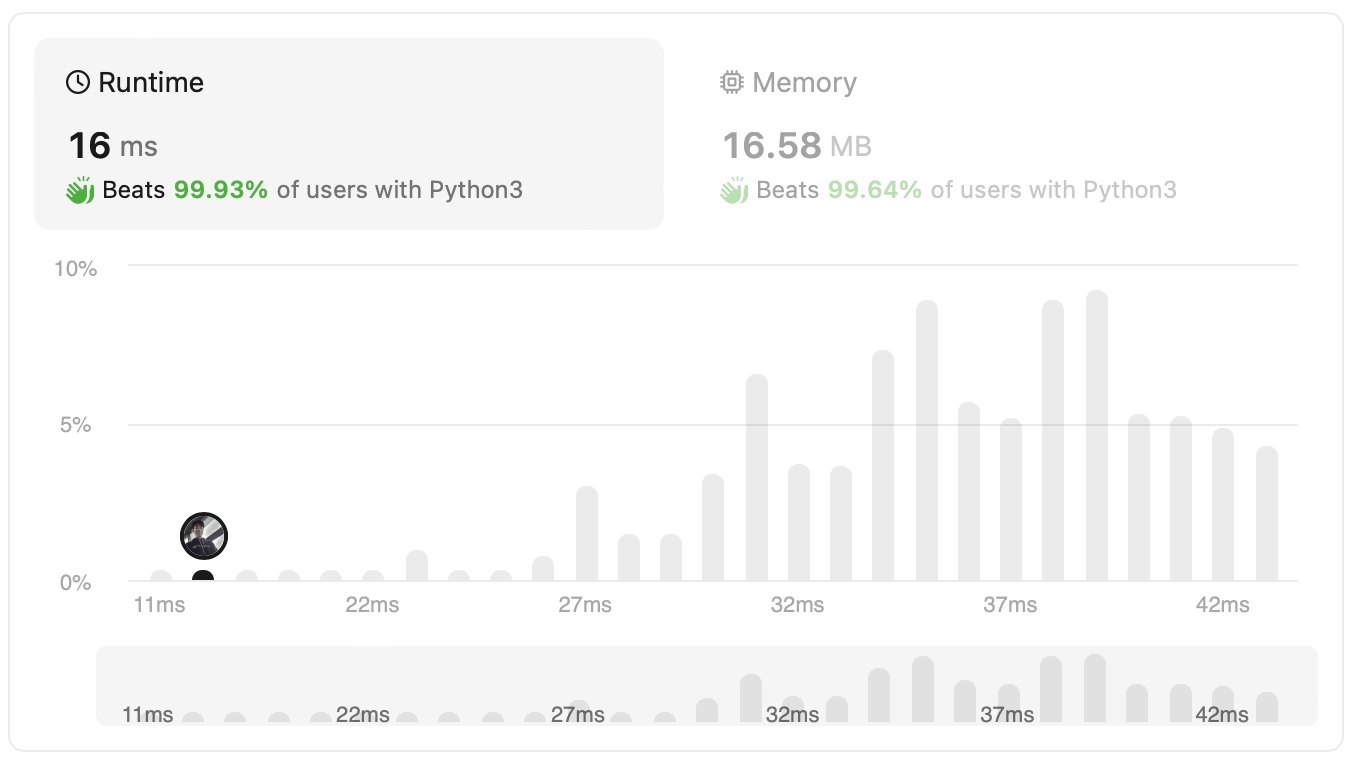 Runtime
16 ms
Beats 99.93% of users with Python3
Memory
16.58 MB
Beats 99.64% of users with Python3
10%
5%
0%
11ms 22ms 27ms 32ms 37ms 42ms
11ms 22ms 27ms 32ms 37ms 42ms